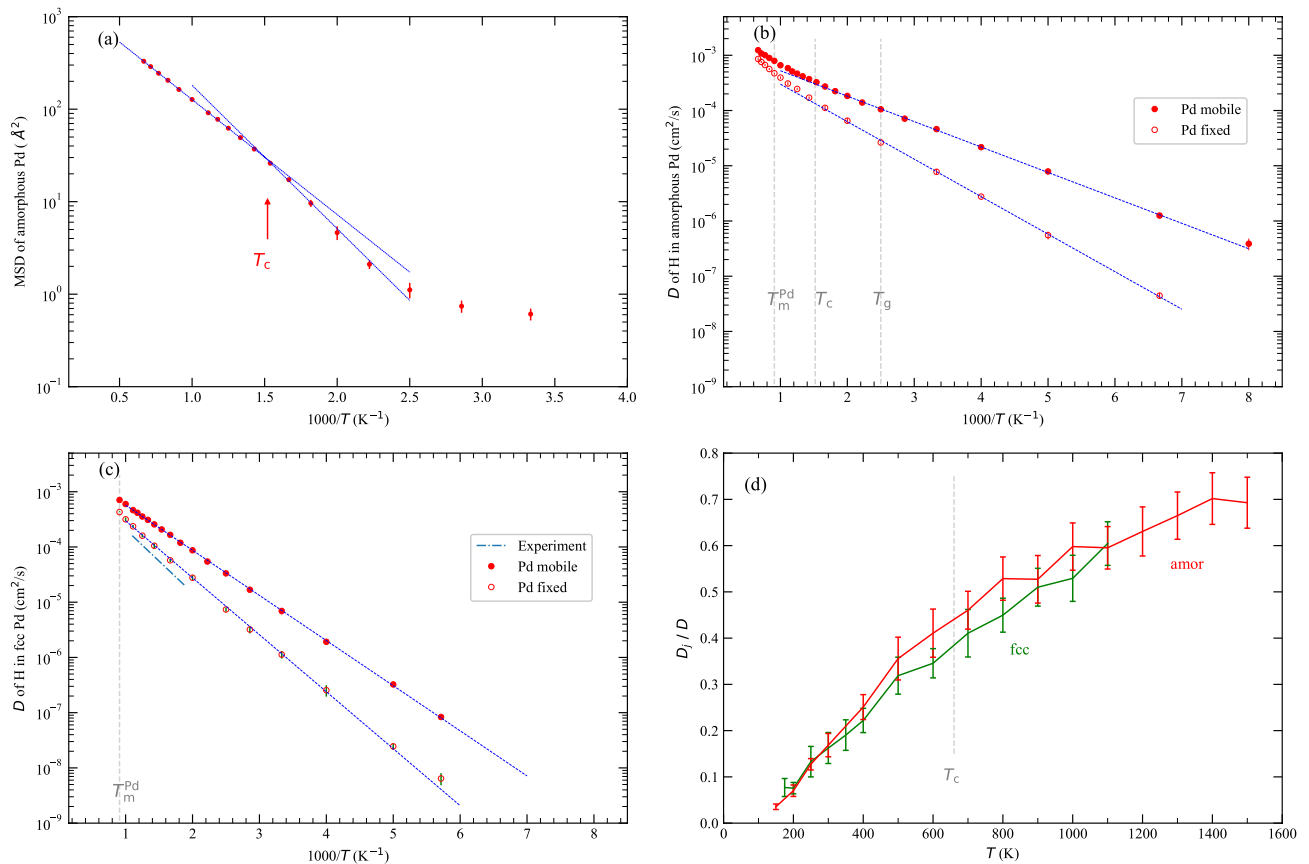 (a)
MSD of amorphous Pd ( Å²)
10³
10²
10¹
10⁰
10⁻¹
T_c
0.5 1.0 1.5 2.0 2.5 3.0 3.5 4.0
1000/T (K⁻¹)
(b)
D of H in amorphous Pd (cm²/s)
10⁻³
10⁻⁴
10⁻⁵
10⁻⁶
10⁻⁷
10⁻⁸
10⁻⁹
Pd mobile
Pd fixed
T_m^Pd T_c T_g
1 2 3 4 5 6 7 8
1000/T (K⁻¹)
(c)
D of H in fcc Pd (cm²/s)
10⁻³
10⁻⁴
10⁻⁵
10⁻⁶
10⁻⁷
10⁻⁸
10⁻⁹
Experiment
Pd mobile
Pd fixed
T_m^Pd
1 2 3 4 5 6 7 8
1000/T (K⁻¹)
(d)
D_j / D
0.8
0.7
0.6
0.5
0.4
0.3
0.2
0.1
0.0
amor
fcc
T_c
0 200 400 600 800 1000 1200 1400 1600
T (K)